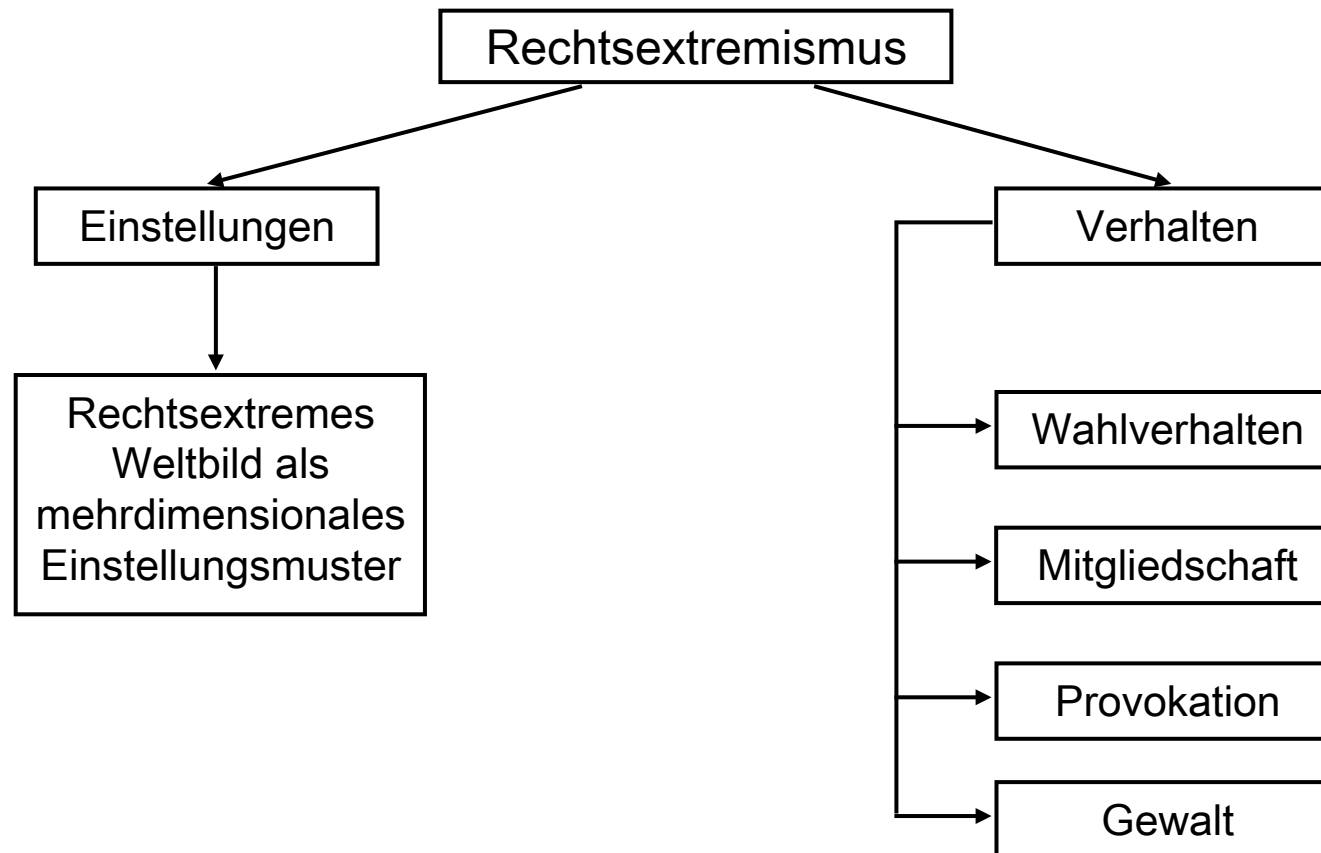 Rechtsextremismus
Einstellungen
Verhalten
Rechtsextremes
Weltbild als
mehrdimensionales
Einstellungsmuster
Wahlverhalten
Mitgliedschaft
Provokation
Gewalt